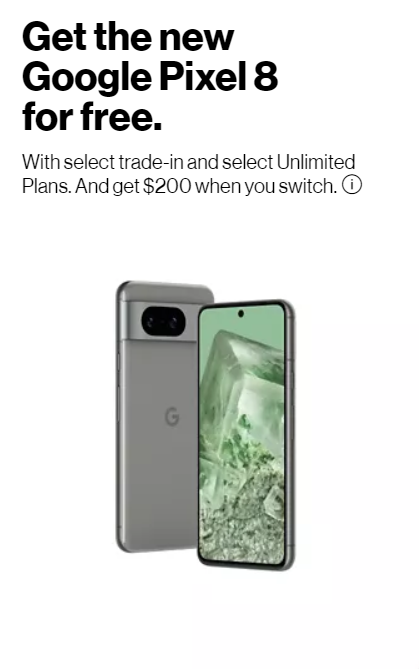 Get the new
Google Pixel 8
for free.
With select trade-in and select Unlimited
Plans. And get $200 when you switch. ⓘ
G